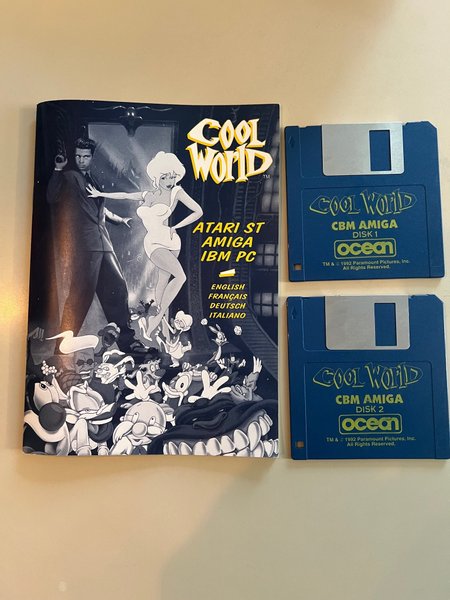 COOL
WORLD
™
ATARI ST
AMIGA
IBM PC
ENGLISH
FRANÇAIS
DEUTSCH
ITALIANO
COOL WORLD
CBM AMIGA
DISK 1
ocean
TM & © 1992 Paramount Pictures, Inc.
All Rights Reserved.
COOL WORLD
CBM AMIGA
DISK 2
ocean
TM & © 1992 Paramount Pictures, Inc.
All Rights Reserved.